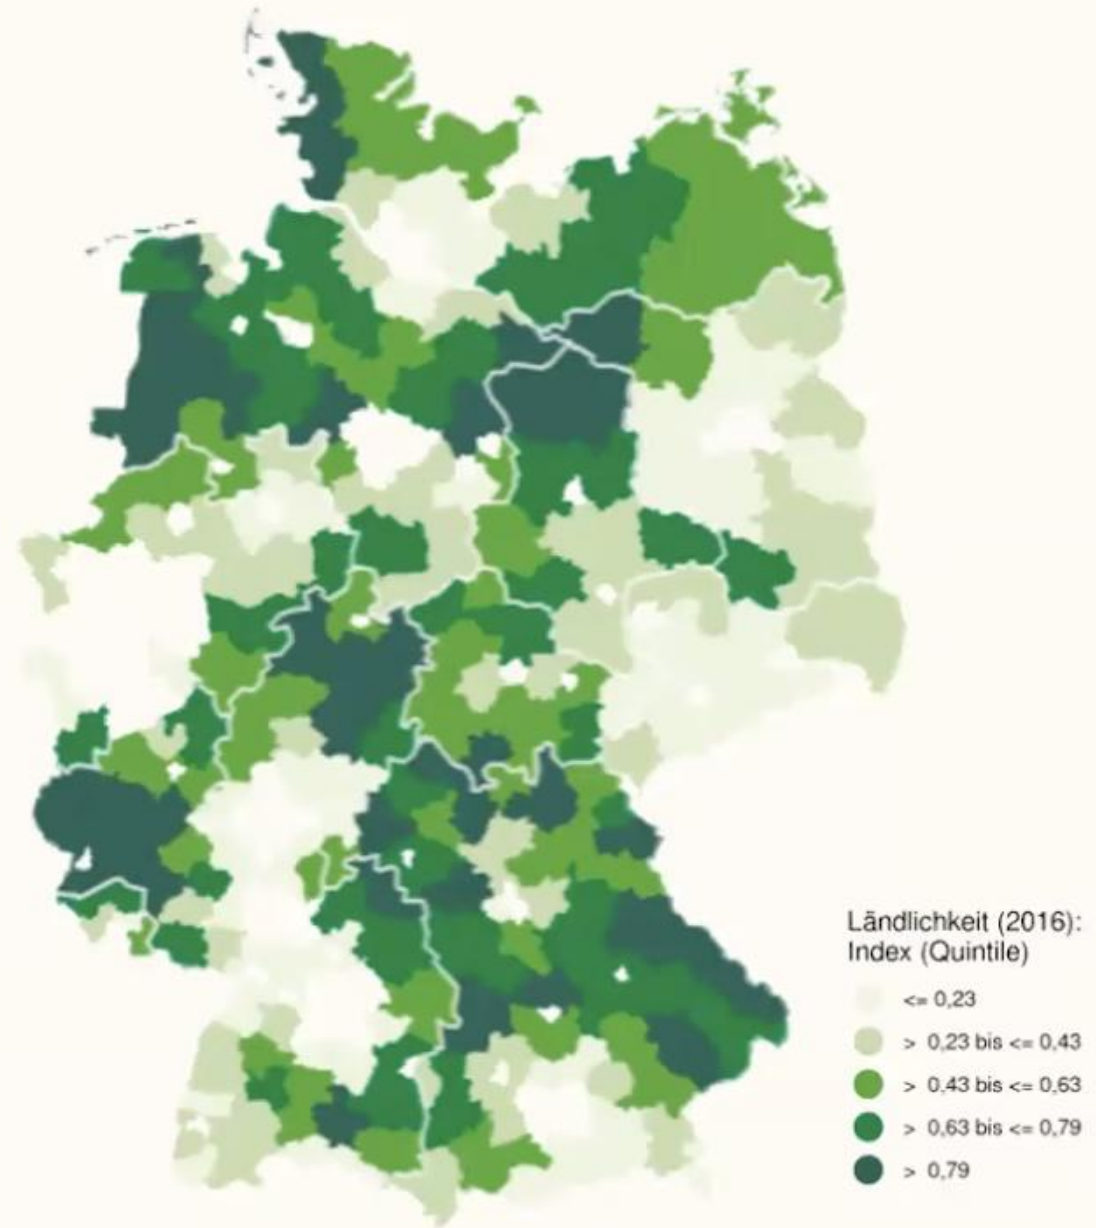 Ländlichkeit (2016):
Index (Quintile)
<= 0,23
> 0,23 bis <= 0,43
> 0,43 bis <= 0,63
> 0,63 bis <= 0,79
> 0,79